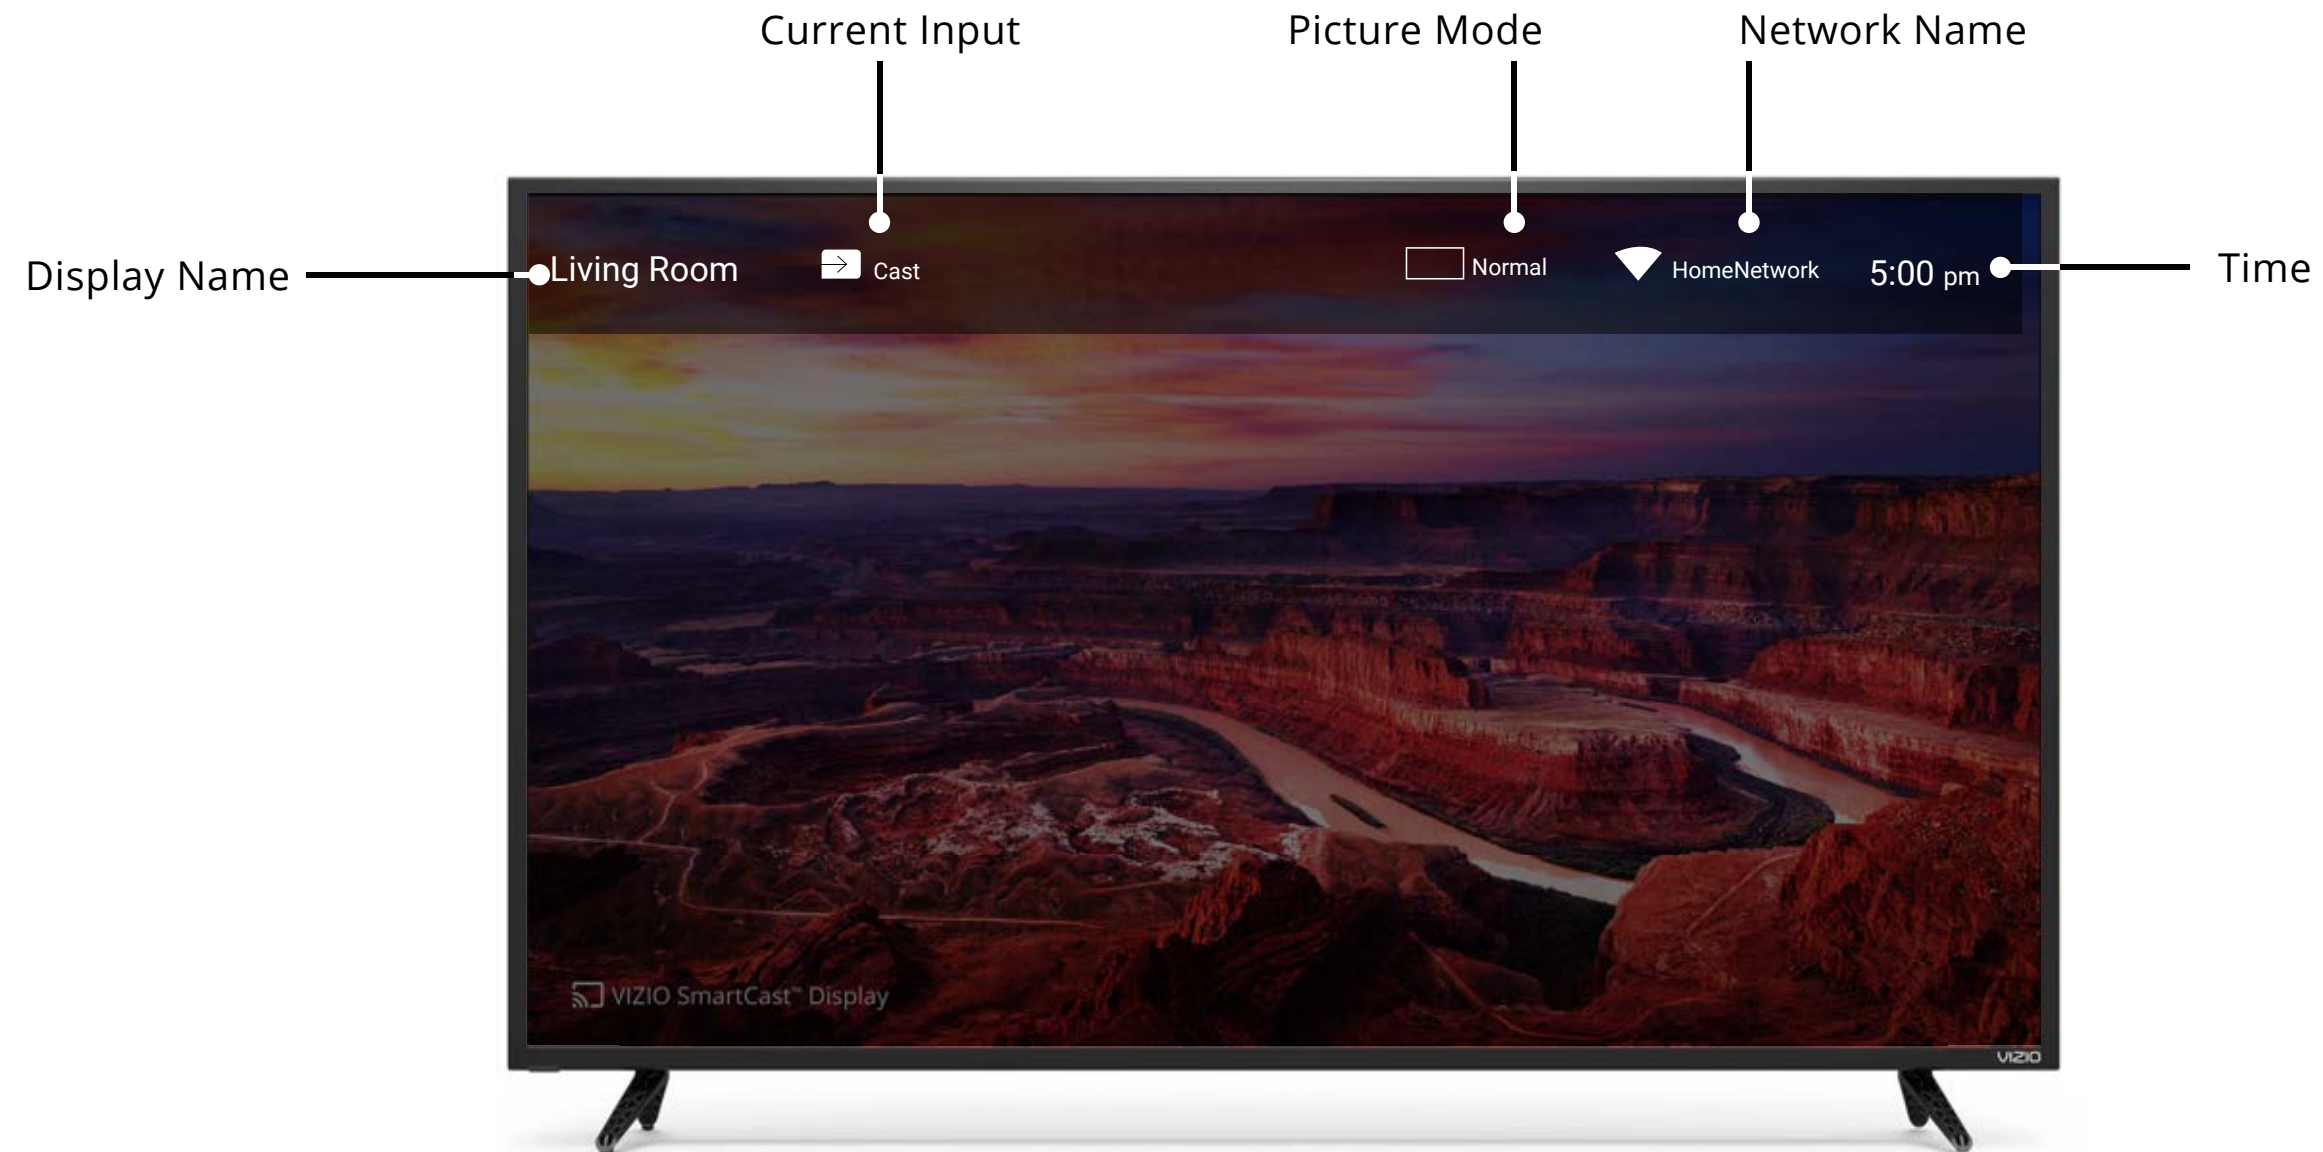 Current Input
Picture Mode
Network Name
Display Name
Living Room
Cast
Normal
HomeNetwork
5:00 pm
Time
VIZIO SmartCast™ Display
VIZIO